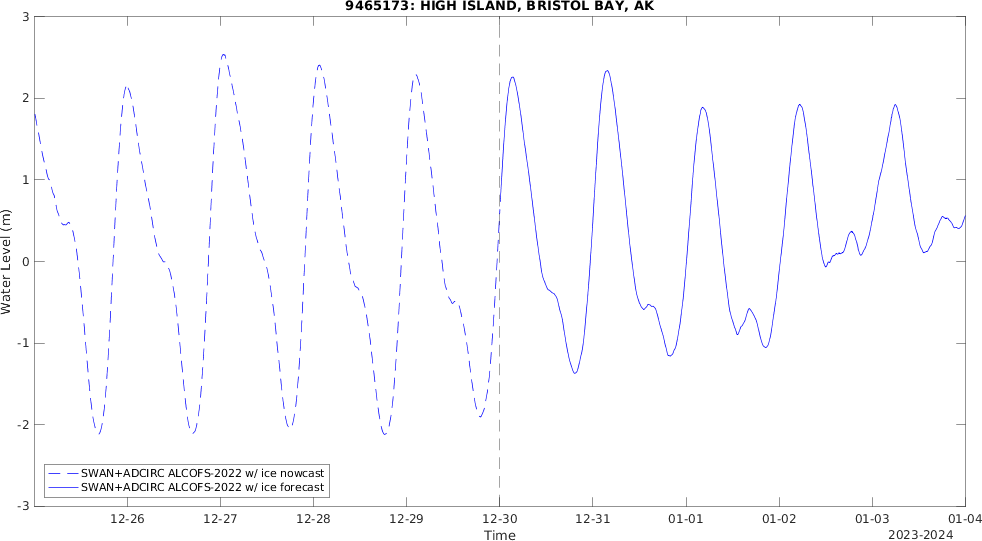 9465173: HIGH ISLAND, BRISTOL BAY, AK
Water Level (m)
3
2
1
0
-1
-2
-3
SWAN+ADCIRC ALCOFS-2022 w/ ice nowcast
SWAN+ADCIRC ALCOFS-2022 w/ ice forecast
12-26 12-27 12-28 12-29 12-30 12-31 01-01 01-02 01-03 01-04
Time
2023-2024